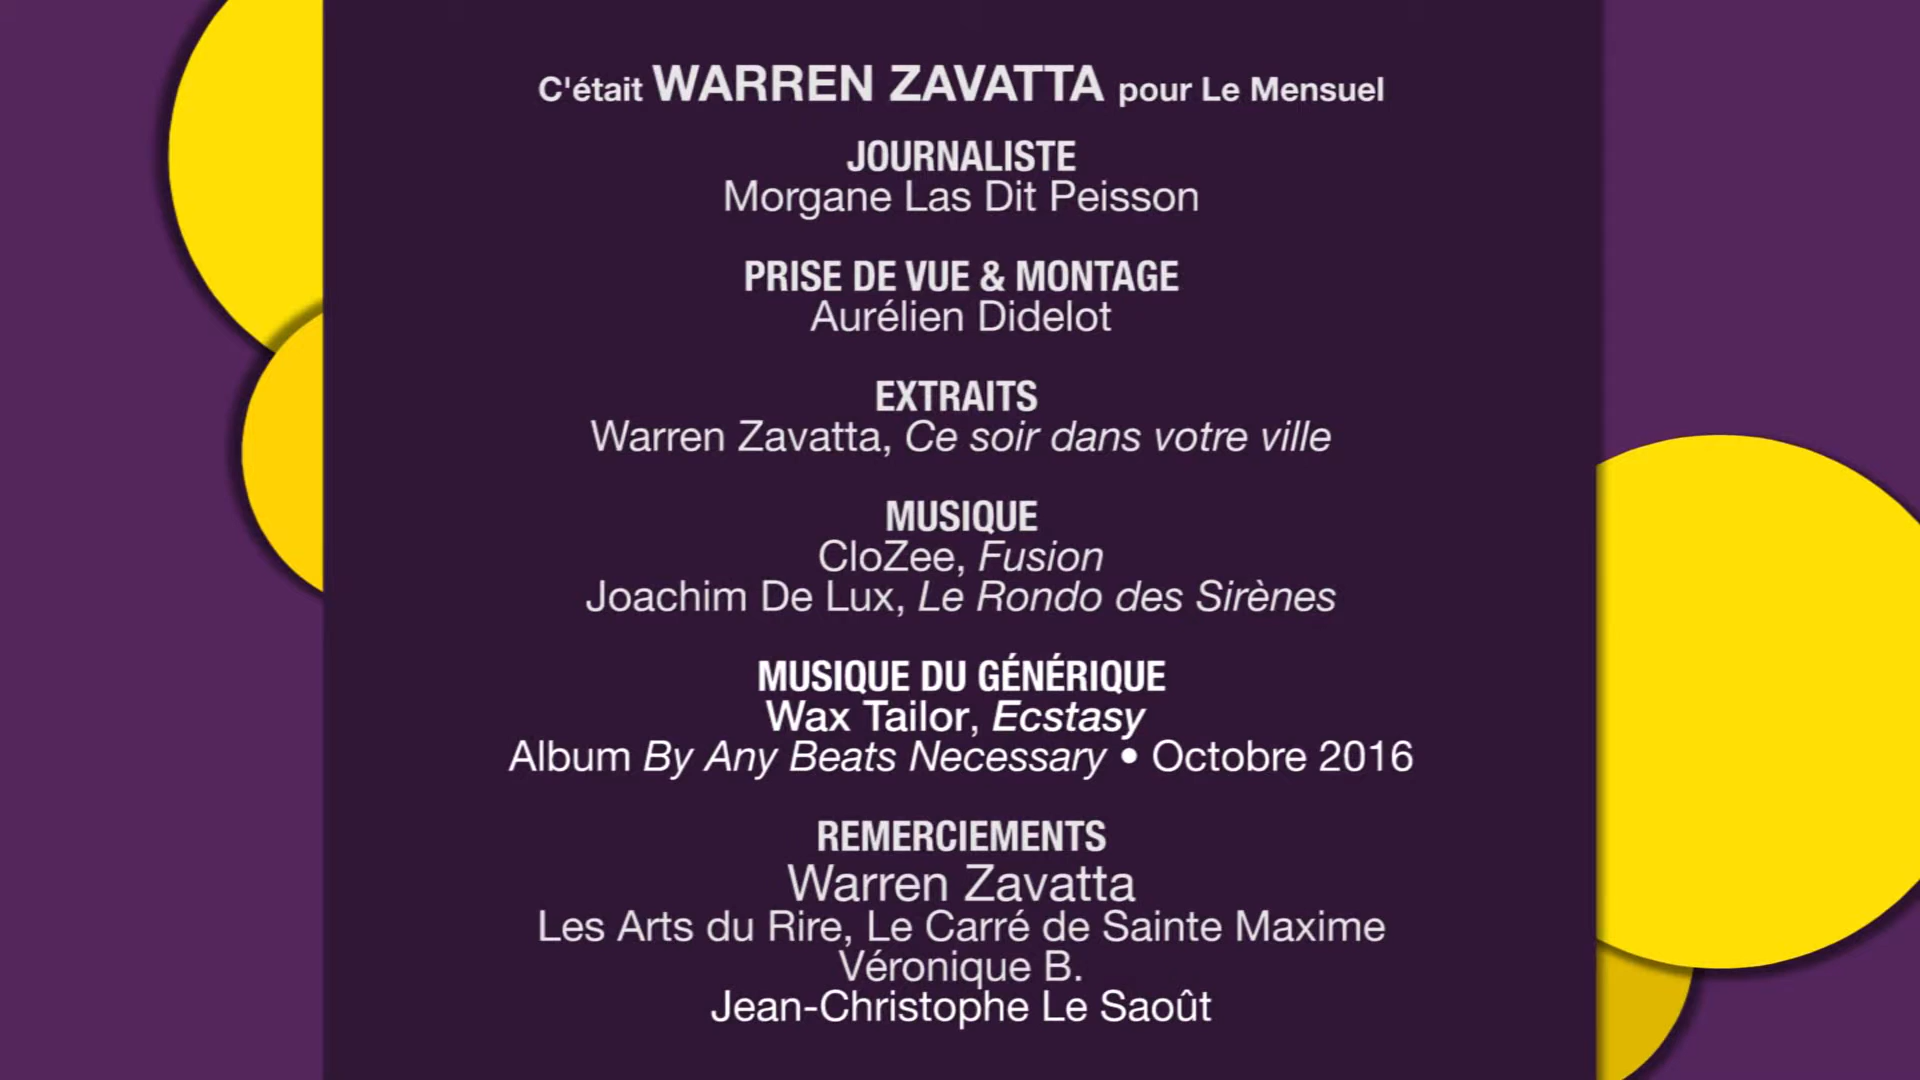 C'était WARREN ZAVATTA pour Le Mensuel
JOURNALISTE
Morgane Las Dit Peisson
PRISE DE VUE & MONTAGE
Aurélien Didelot
EXTRAITS
Warren Zavatta, Ce soir dans votre ville
MUSIQUE
CloZee, Fusion
Joachim De Lux, Le Rondo des Sirènes
MUSIQUE DU GÉNÉRIQUE
Wax Tailor, Ecstasy
Album By Any Beats Necessary • Octobre 2016
REMERCIEMENTS
Warren Zavatta
Les Arts du Rire, Le Carré de Sainte Maxime
Véronique B.
Jean-Christophe Le Saoût